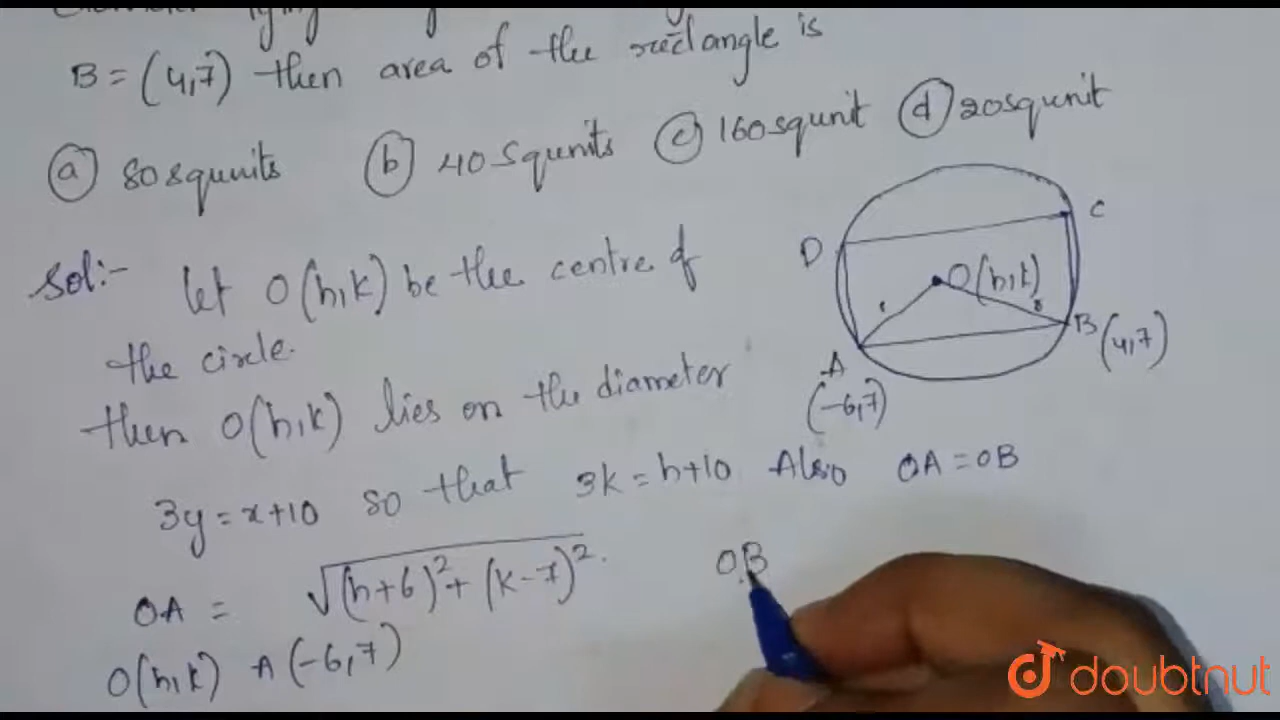 B = (4,7) then area of the rectangle is
(a) 80 squnits (b) 40 squnits (c) 160 squnit (d) 20 squnit
Sol:- let O(h,k) be the centre of
the circle.
then O(h,k) lies on the diameter
3y = x+10 so that 3k = h+10 Also OA = OB
OA = √(h+6)²+(k-7)². OB
O(h,k) A(-6,7)
D
C
O(h,k)
B (4,7)
A
(-6,7)
doubtnut